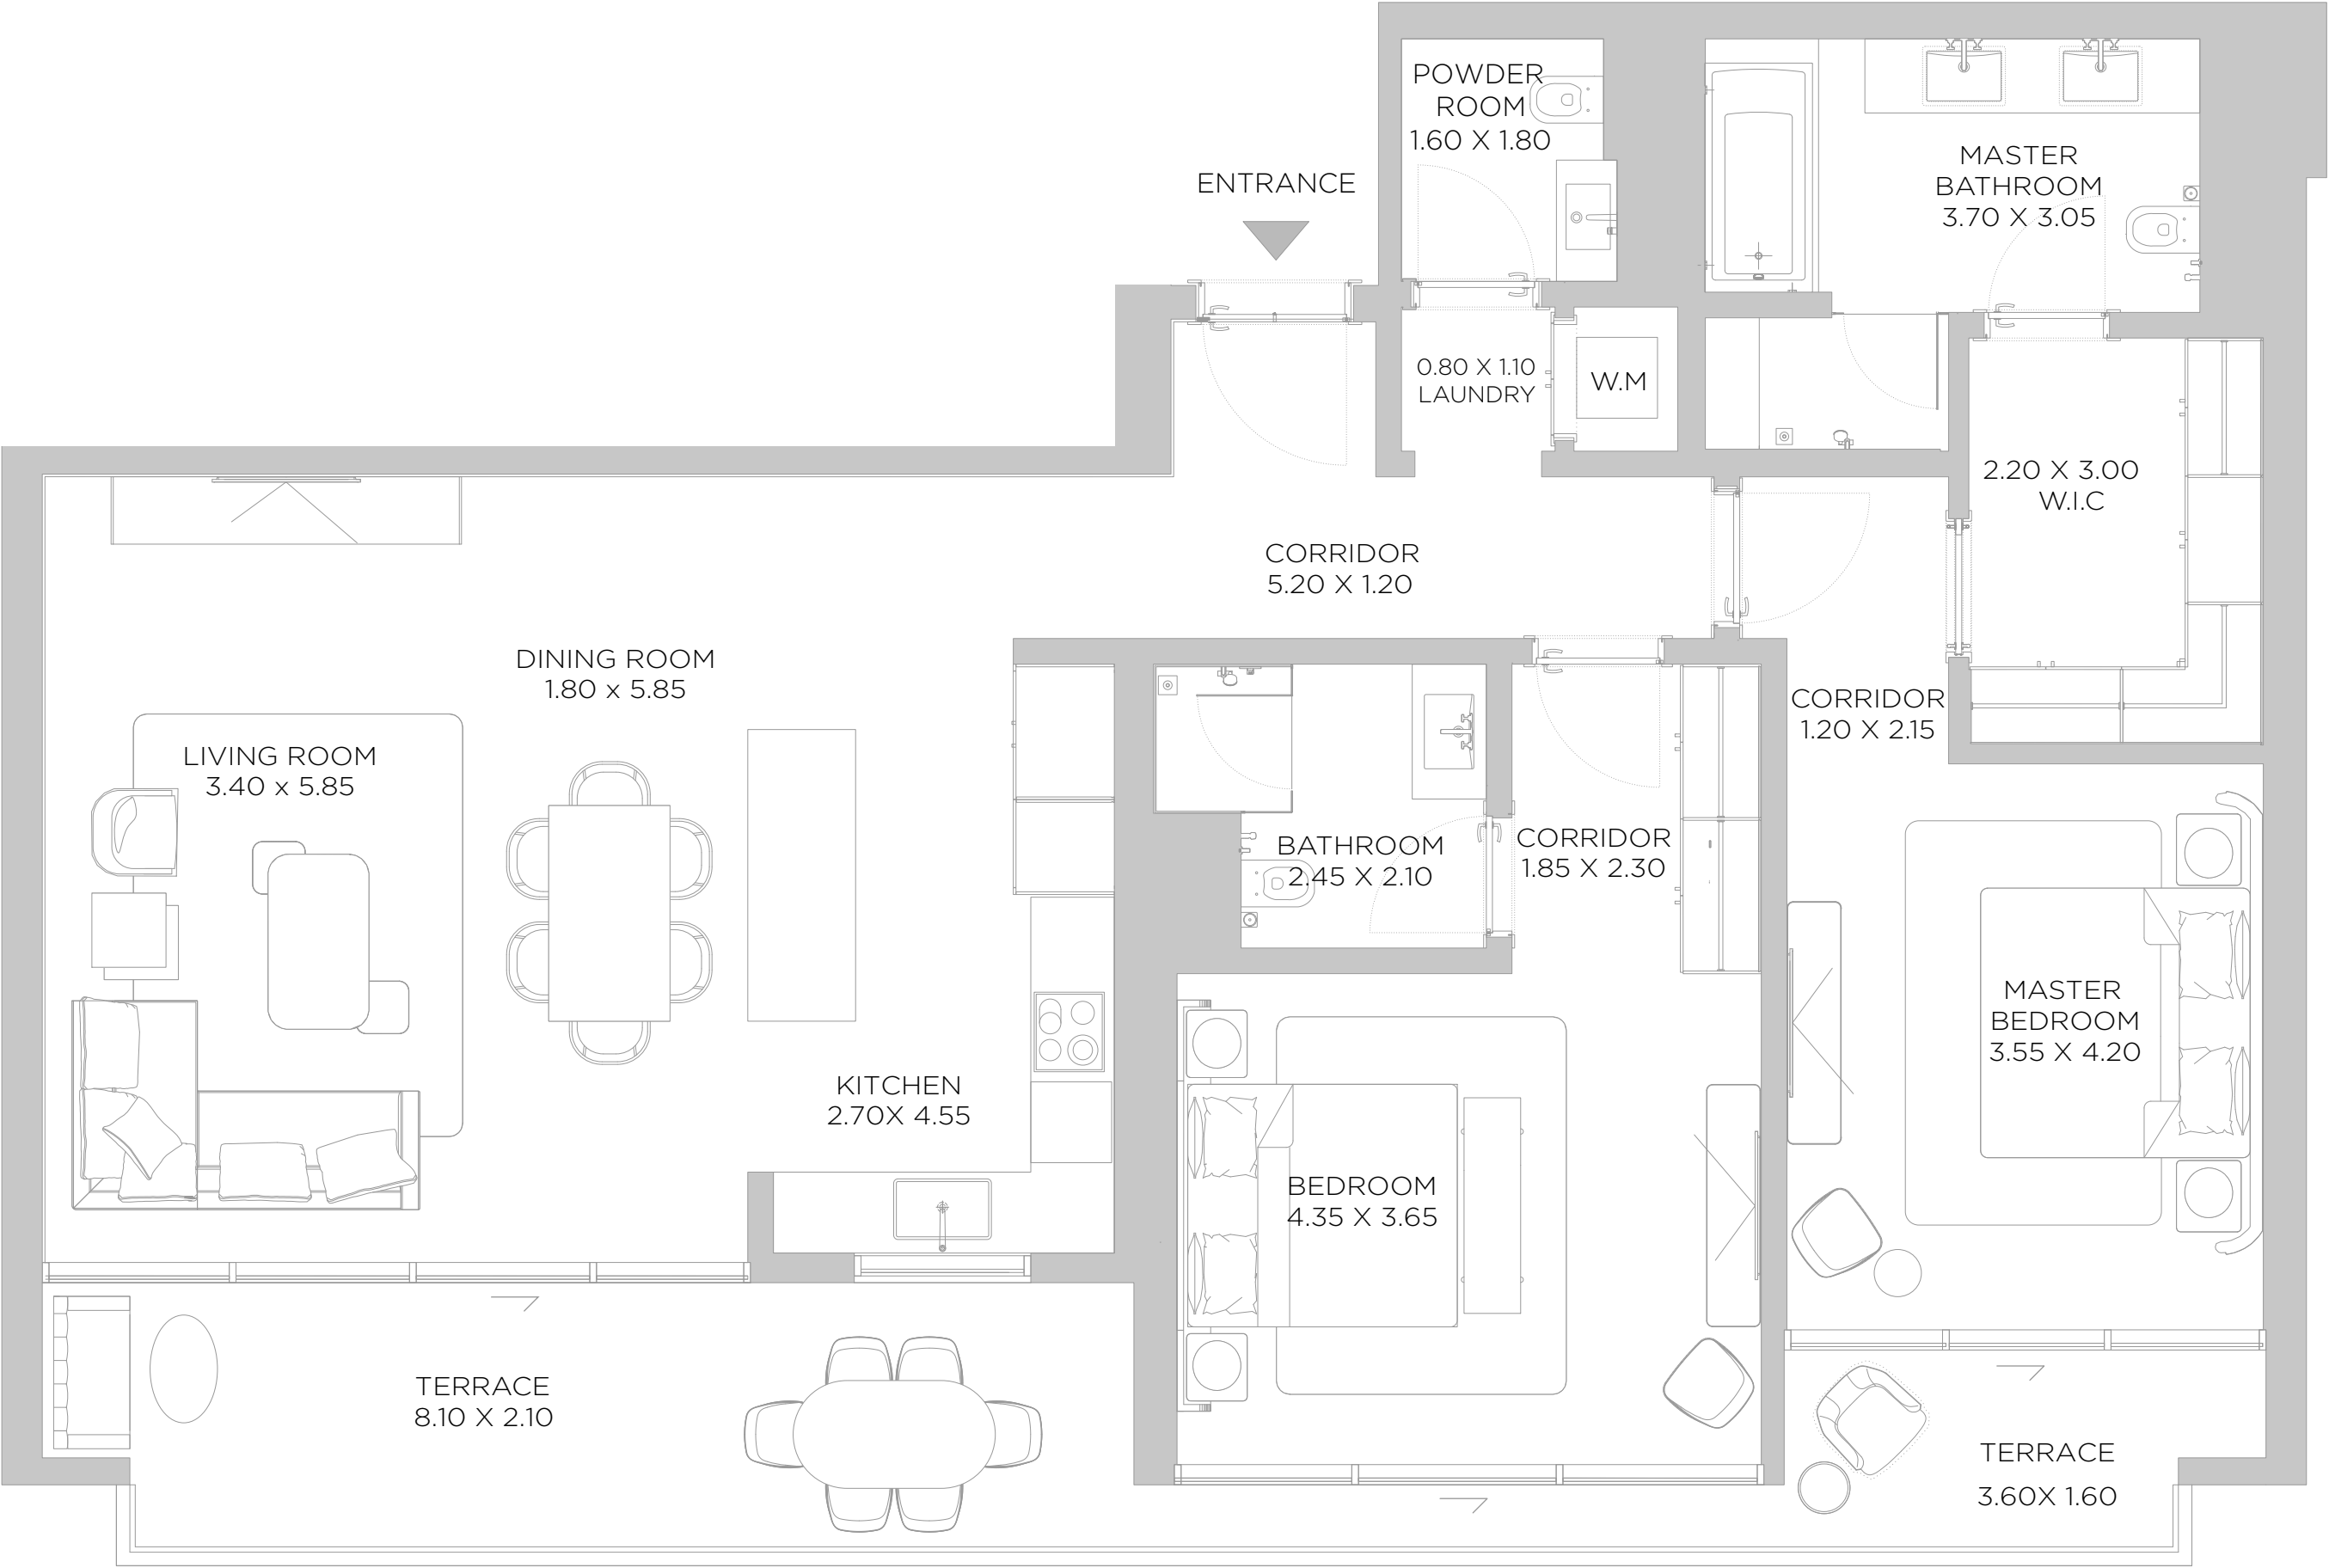 POWDER
ROOM
1.60 X 1.80
MASTER
BATHROOM
3.70 X 3.05
ENTRANCE
0.80 X 1.10
LAUNDRY
W.M
2.20 X 3.00
W.I.C
CORRIDOR
5.20 X 1.20
DINING ROOM
1.80 x 5.85
CORRIDOR
1.20 X 2.15
LIVING ROOM
3.40 x 5.85
BATHROOM
2.45 X 2.10
CORRIDOR
1.85 X 2.30
MASTER
BEDROOM
3.55 X 4.20
KITCHEN
2.70X 4.55
BEDROOM
4.35 X 3.65
TERRACE
8.10 X 2.10
TERRACE
3.60X 1.60